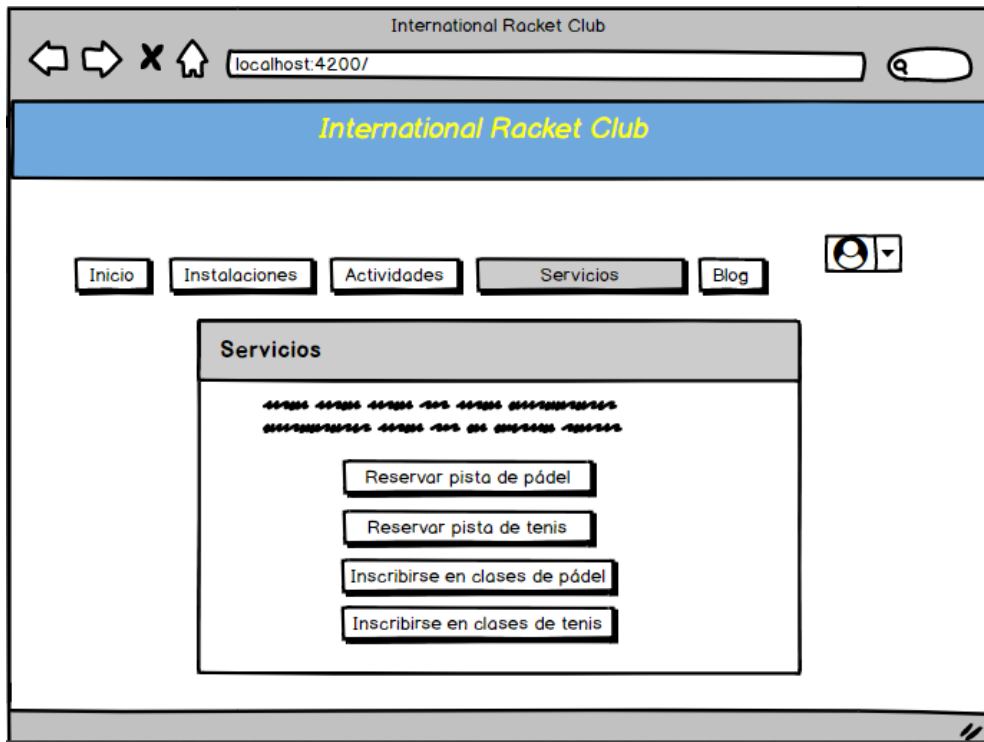 International Racket Club
localhost:4200/
International Racket Club
Inicio
Instalaciones
Actividades
Servicios
Blog
Servicios
Reservar pista de pádel
Reservar pista de tenis
Inscribirse en clases de pádel
Inscribirse en clases de tenis